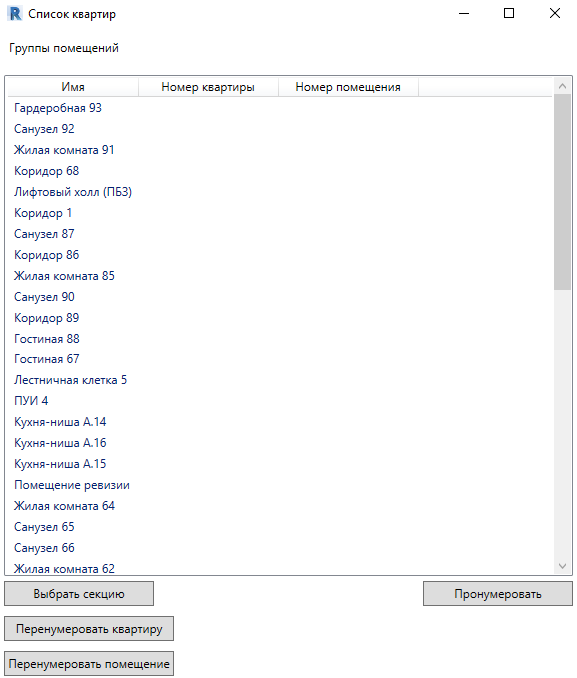 Список квартир
Группы помещений
Имя Номер квартиры Номер помещения
Гардеробная 93
Санузел 92
Жилая комната 91
Коридор 68
Лифтовый холл (ПБЗ)
Коридор 1
Санузел 87
Коридор 86
Жилая комната 85
Санузел 90
Коридор 89
Гостиная 88
Гостиная 67
Лестничная клетка 5
ПУИ 4
Кухня-ниша А.14
Кухня-ниша А.16
Кухня-ниша А.15
Помещение ревизии
Жилая комната 64
Санузел 65
Санузел 66
Жилая комната 62
Выбрать секцию Пронумеровать
Перенумеровать квартиру
Перенумеровать помещение